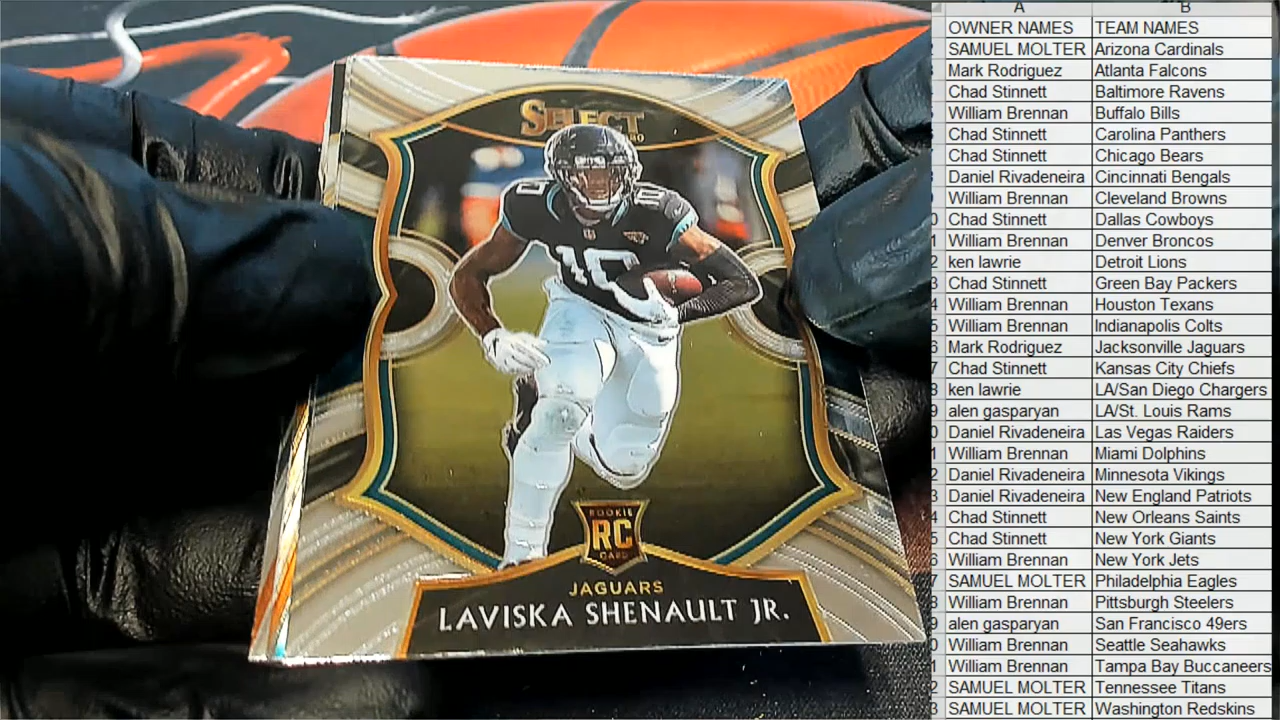 SELECT
10
10
10
ROOKIE
RC
CARD
JAGUARS
LAVISKA SHENAULT JR.
A B
OWNER NAMES TEAM NAMES
SAMUEL MOLTER Arizona Cardinals
Mark Rodriguez Atlanta Falcons
Chad Stinnett Baltimore Ravens
William Brennan Buffalo Bills
Chad Stinnett Carolina Panthers
Chad Stinnett Chicago Bears
Daniel Rivadeneira Cincinnati Bengals
William Brennan Cleveland Browns
Chad Stinnett Dallas Cowboys
William Brennan Denver Broncos
ken lawrie Detroit Lions
Chad Stinnett Green Bay Packers
William Brennan Houston Texans
William Brennan Indianapolis Colts
Mark Rodriguez Jacksonville Jaguars
Chad Stinnett Kansas City Chiefs
ken lawrie LA/San Diego Chargers
alen gasparyan LA/St. Louis Rams
Daniel Rivadeneira Las Vegas Raiders
William Brennan Miami Dolphins
Daniel Rivadeneira Minnesota Vikings
Daniel Rivadeneira New England Patriots
Chad Stinnett New Orleans Saints
Chad Stinnett New York Giants
William Brennan New York Jets
SAMUEL MOLTER Philadelphia Eagles
William Brennan Pittsburgh Steelers
alen gasparyan San Francisco 49ers
William Brennan Seattle Seahawks
William Brennan Tampa Bay Buccaneers
SAMUEL MOLTER Tennessee Titans
SAMUEL MOLTER Washington Redskins